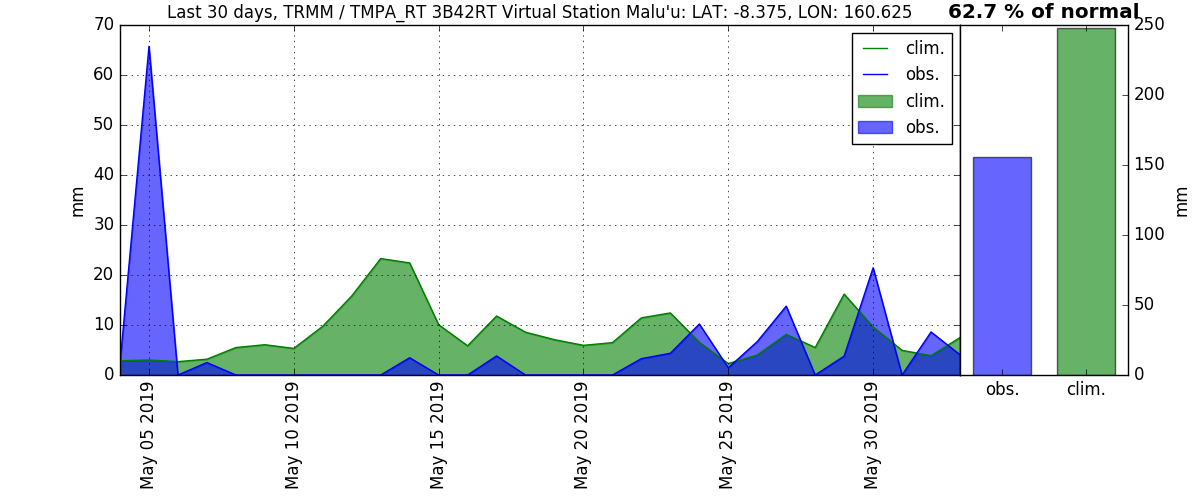 Last 30 days, TRMM / TMPA_RT 3B42RT Virtual Station Malu'u: LAT: -8.375, LON: 160.625
62.7 % of normal
70
60
50
40
30
20
10
0
mm
clim.
obs.
clim.
obs.
May 05 2019
May 10 2019
May 15 2019
May 20 2019
May 25 2019
May 30 2019
250
200
150
100
50
0
mm
obs.
clim.